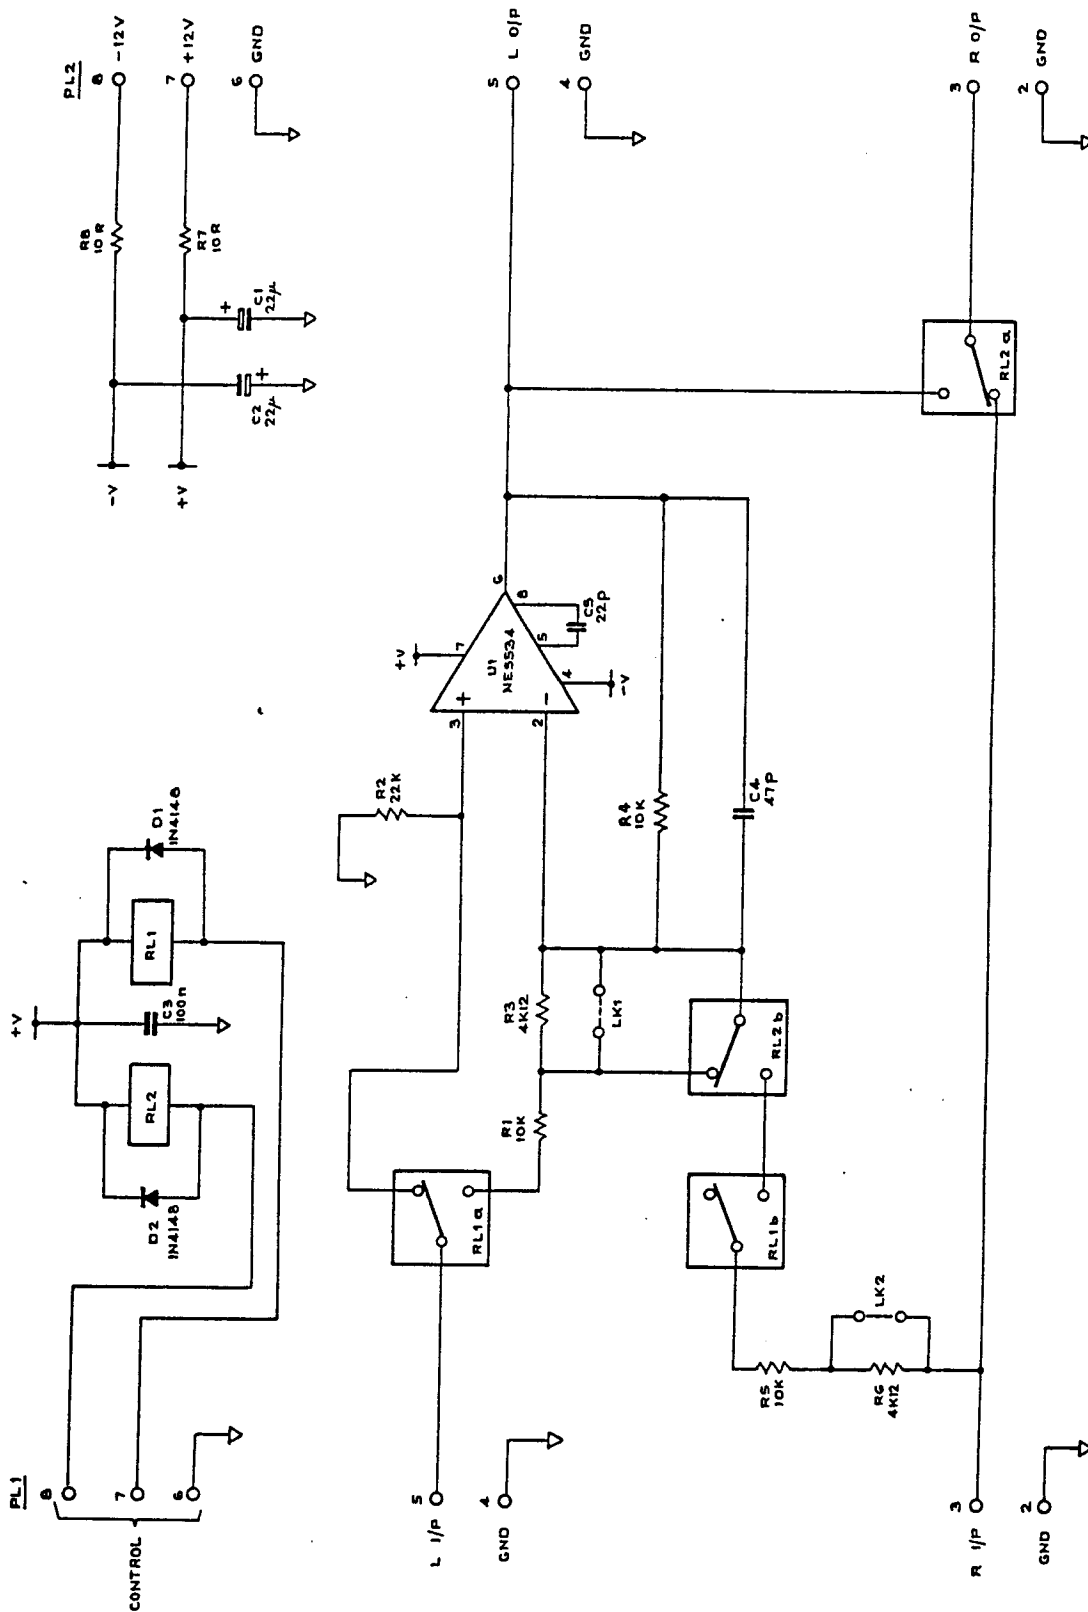 PL1
8
7
6
CONTROL
D2
1N4148
RL2
+V
C3
100n
RL1
D1
1N4148
-V
+V
C2
22µ
+
C1
22µ
+
R8
10R
R7
10R
PL2
8 -12V
7 +12V
6 GND
L I/P 5
GND 4
RL1a
R1
10K
R3
4K12
LK1
R2
22K
3
+
2
-
U1
NE5534
+V
7
4
-V
5
8
C5
22P
6
5 L O/P
4 GND
R4
10K
C4
47P
RL1b
RL2b
R5
10K
R6
4K12
LK2
RL2a
R I/P 3
GND 2
3 R O/P
2 GND